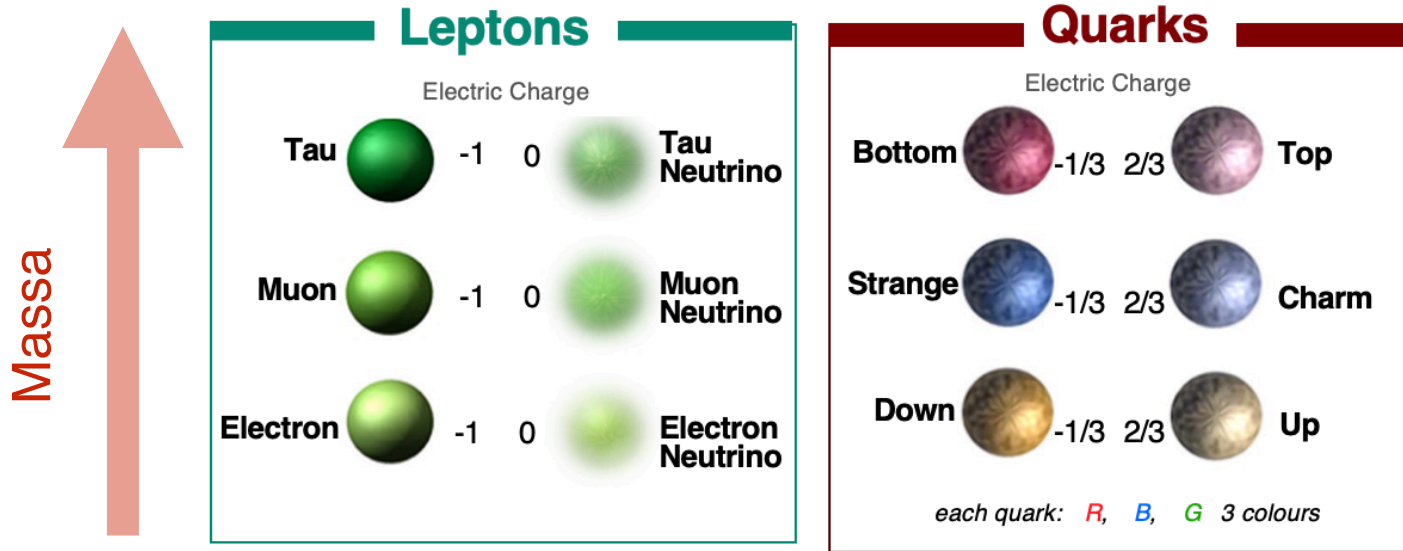 Massa
Leptons
Electric Charge
Tau -1 0 Tau
Neutrino
Muon -1 0 Muon
Neutrino
Electron -1 0 Electron
Neutrino
Quarks
Electric Charge
Bottom -1/3 2/3 Top
Strange -1/3 2/3 Charm
Down -1/3 2/3 Up
each quark: R, B, G 3 colours